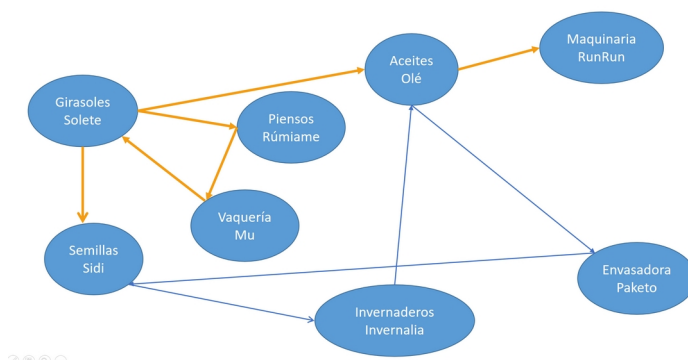 Maquinaria
RunRun
Aceites
Olé
Girasoles
Solete
Piensos
Rúmiame
Vaquería
Mu
Semillas
Sidi
Envasadora
Paketo
Invernaderos
Invernalia